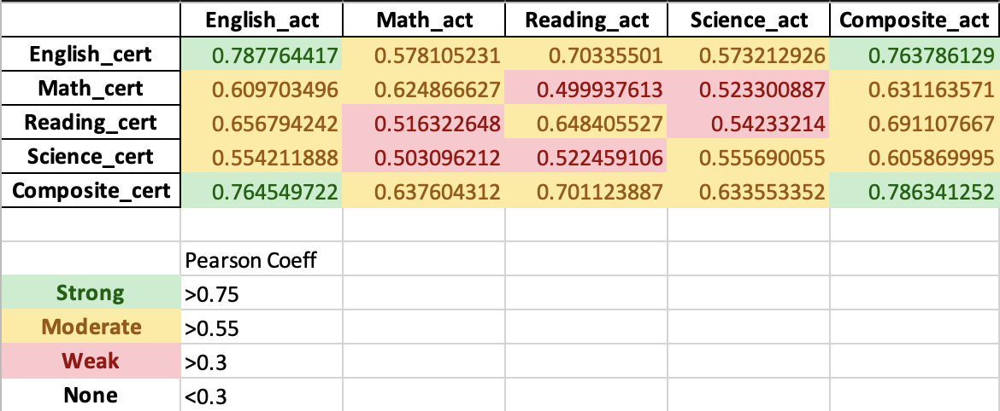 English_act Math_act Reading_act Science_act Composite_act
English_cert 0.787764417 0.578105231 0.70335501 0.573212926 0.763786129
Math_cert 0.609703496 0.624866627 0.499937613 0.523300887 0.631163571
Reading_cert 0.656794242 0.516322648 0.648405527 0.54233214 0.691107667
Science_cert 0.554211888 0.503096212 0.522459106 0.555690055 0.605869995
Composite_cert 0.764549722 0.637604312 0.701123887 0.633553352 0.786341252
Pearson Coeff
Strong >0.75
Moderate >0.55
Weak >0.3
None <0.3